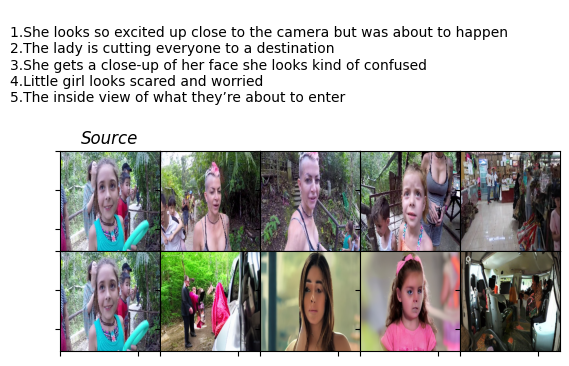 1.She looks so excited up close to the camera but was about to happen
2.The lady is cutting everyone to a destination
3.She gets a close-up of her face she looks kind of confused
4.Little girl looks scared and worried
5.The inside view of what they’re about to enter
Source